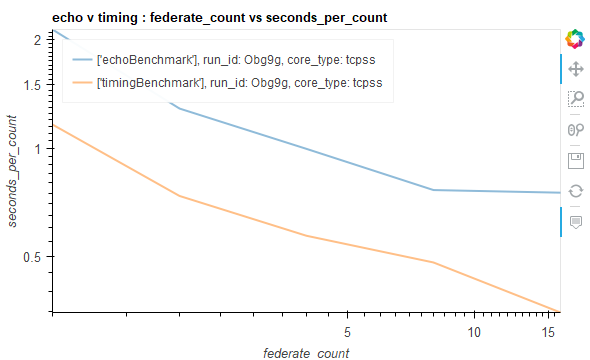 echo v timing : federate_count vs seconds_per_count
['echoBenchmark'], run_id: Obg9g, core_type: tcpss
['timingBenchmark'], run_id: Obg9g, core_type: tcpss
seconds_per_count
2
1.5
1
0.5
5
10
15
federate_count